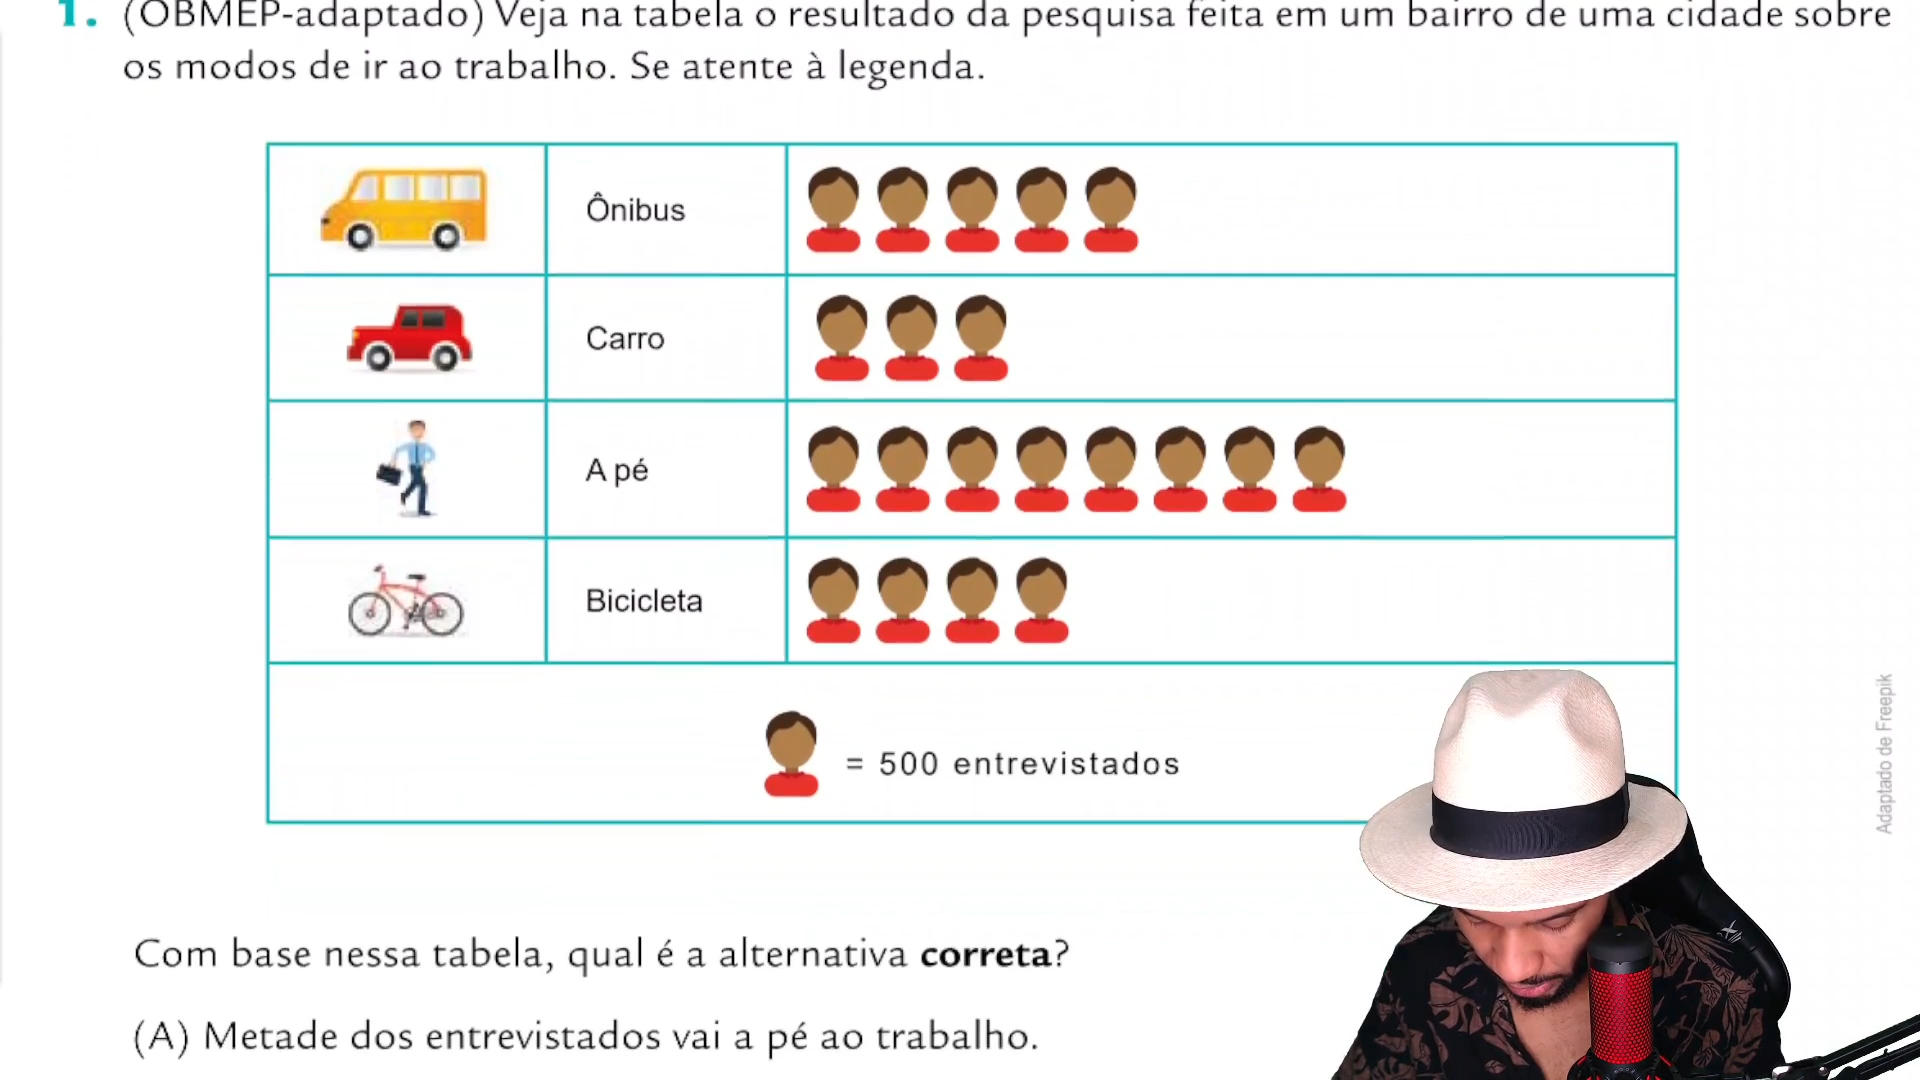 1. (OBMEP-adaptado) Veja na tabela o resultado da pesquisa feita em um bairro de uma cidade sobre
os modos de ir ao trabalho. Se atente à legenda.
Ônibus
Carro
A pé
Bicicleta
= 500 entrevistados
Adaptado de Freepik
Com base nessa tabela, qual é a alternativa correta?
(A) Metade dos entrevistados vai a pé ao trabalho.